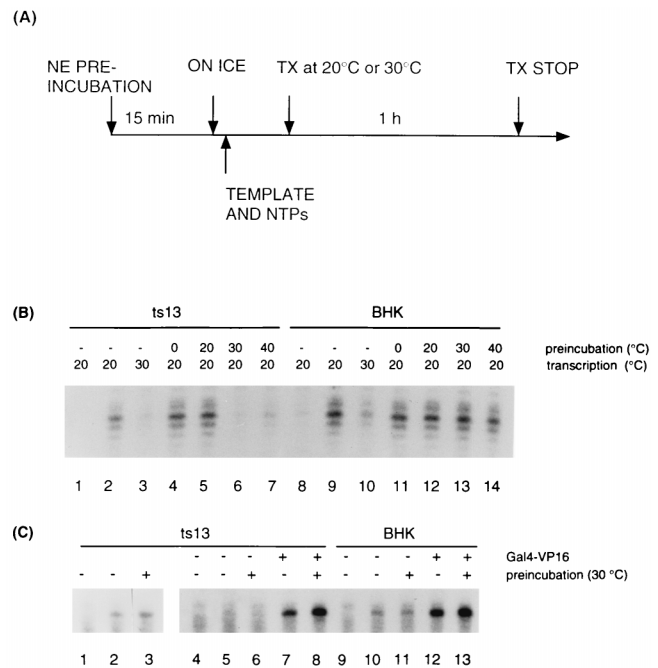 (A)
NE PRE-
INCUBATION
ON ICE
TX at 20°C or 30°C
TX STOP
15 min
1 h
TEMPLATE
AND NTPs
(B)
ts13 BHK
- - - 0 20 30 40 - - - 0 20 30 40 preincubation (°C)
20 20 30 20 20 20 20 20 20 30 20 20 20 20 transcription (°C)
1 2 3 4 5 6 7 8 9 10 11 12 13 14
(C)
ts13 BHK
- - - + + - - - + + Gal4-VP16
- - + - - + - + - - + - + preincubation (30 °C)
1 2 3 4 5 6 7 8 9 10 11 12 13